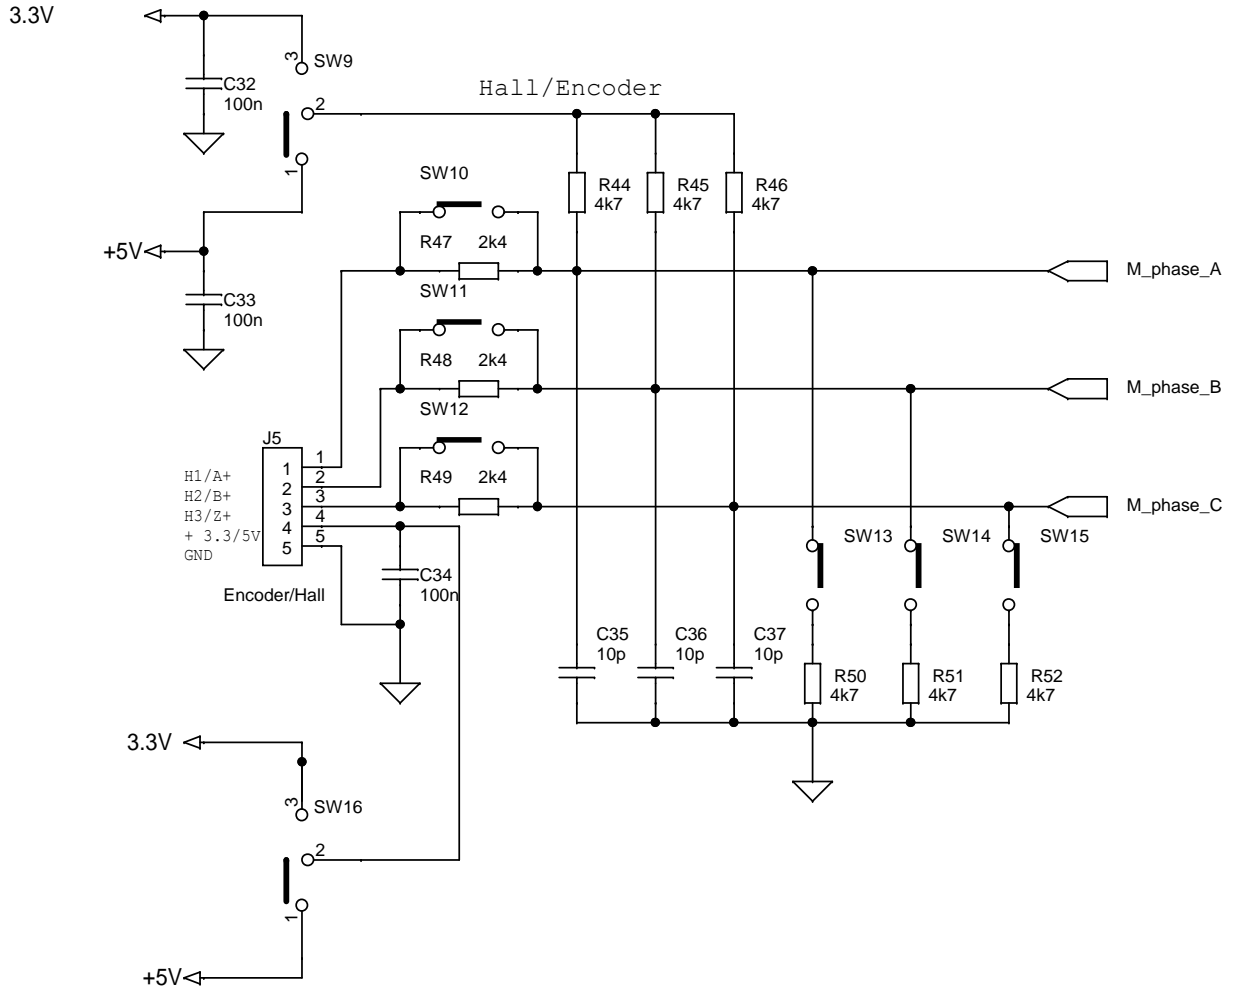 3.3V
3
SW9
C32
100n
Hall/Encoder
2
1
SW10
R44
4k7
R45
4k7
R46
4k7
+5V
R47 2k4
M_phase_A
SW11
C33
100n
R48 2k4
M_phase_B
SW12
J5
R49 2k4
M_phase_C
H1/A+
H2/B+
H3/Z+
+ 3.3/5V
GND
1
2
3
4
5
1
2
3
4
5
Encoder/Hall
C34
100n
SW13
SW14
SW15
C35
10p
C36
10p
C37
10p
R50
4k7
R51
4k7
R52
4k7
3.3V
3
SW16
2
1
+5V